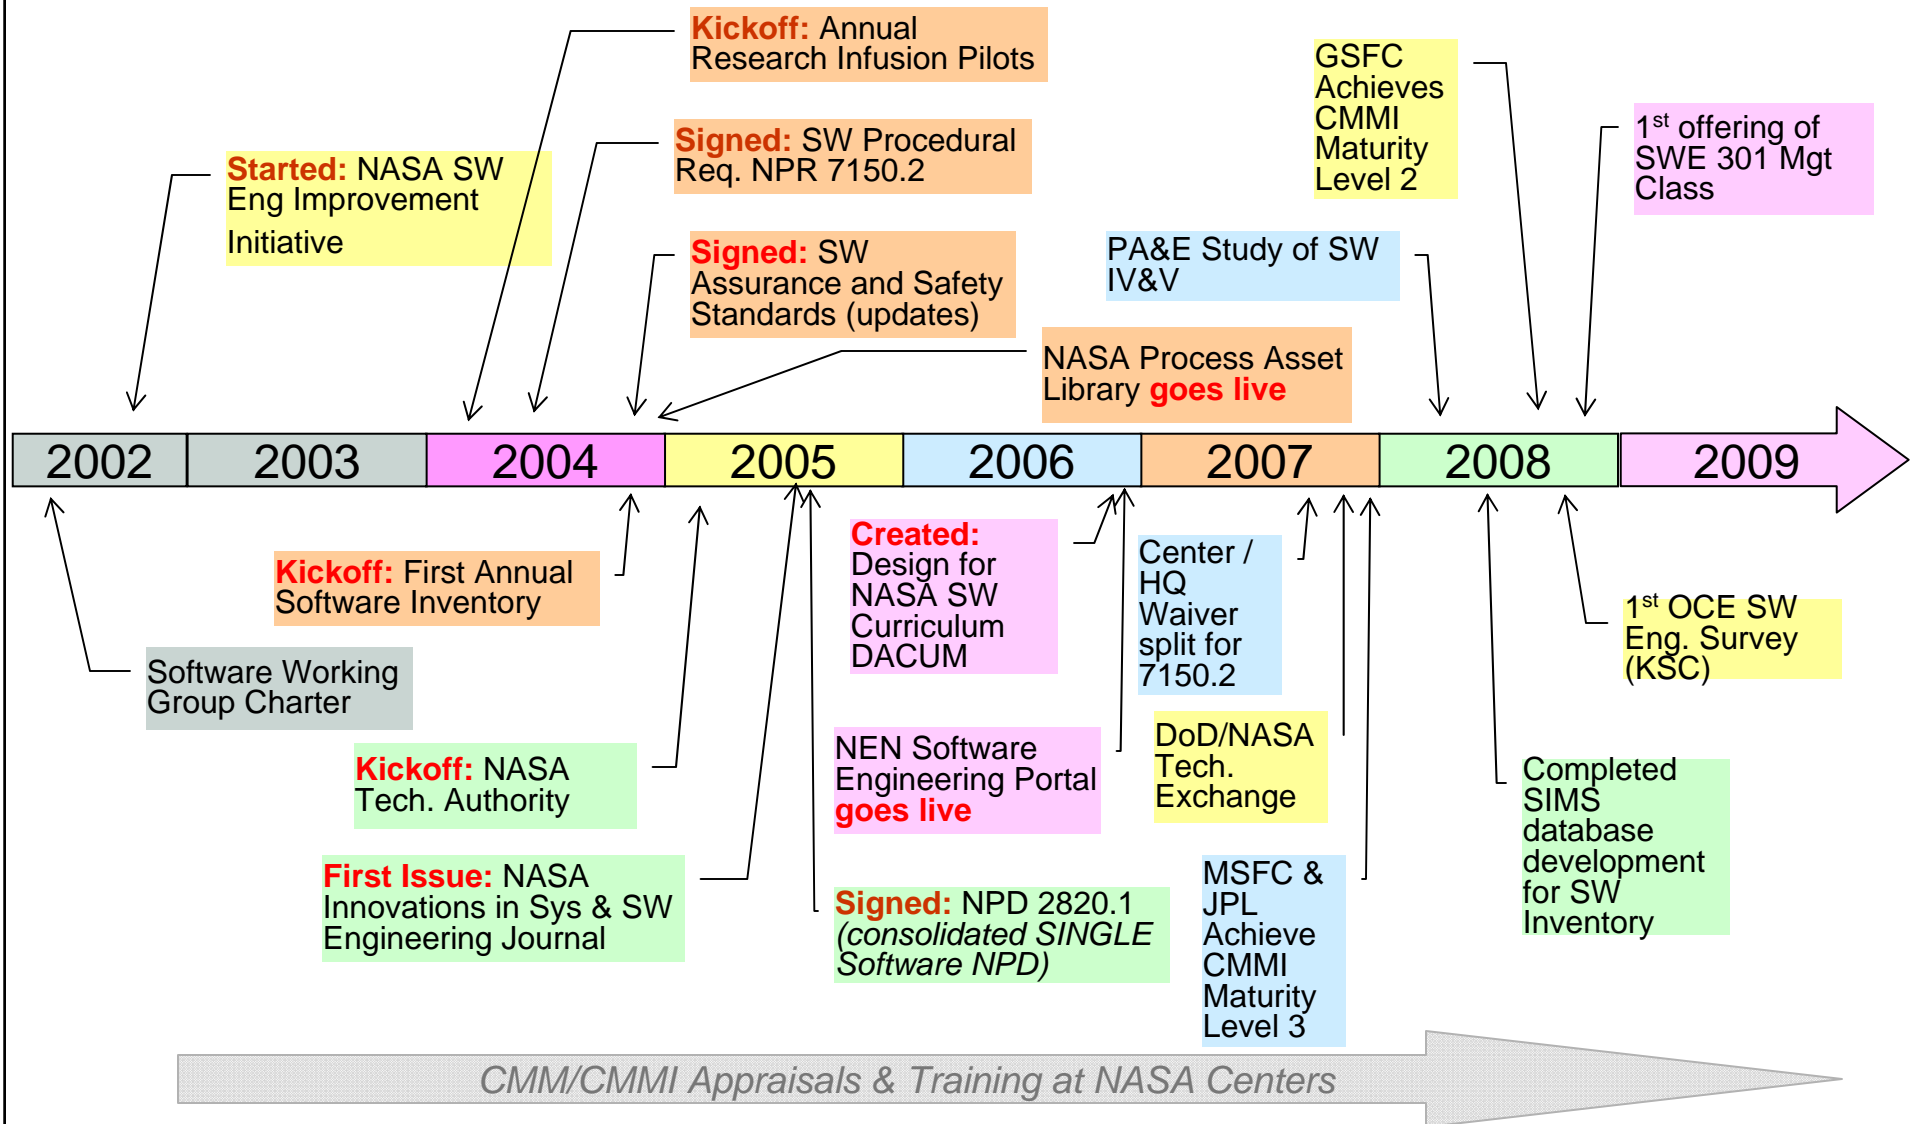 Kickoff: Annual
Research Infusion Pilots
Signed: SW Procedural
Req. NPR 7150.2
Started: NASA SW
Eng Improvement
Initiative
Signed: SW
Assurance and Safety
Standards (updates)
NASA Process Asset
Library goes live
PA&E Study of SW
IV&V
GSFC
Achieves
CMMI
Maturity
Level 2
1st offering of
SWE 301 Mgt
Class
2002
2003
2004
2005
2006
2007
2008
2009
Kickoff: First Annual
Software Inventory
Software Working
Group Charter
Kickoff: NASA
Tech. Authority
First Issue: NASA
Innovations in Sys & SW
Engineering Journal
Created:
Design for
NASA SW
Curriculum
DACUM
NEN Software
Engineering Portal
goes live
Signed: NPD 2820.1
(consolidated SINGLE
Software NPD)
Center /
HQ
Waiver
split for
7150.2
DoD/NASA
Tech.
Exchange
MSFC &
JPL
Achieve
CMMI
Maturity
Level 3
1st OCE SW
Eng. Survey
(KSC)
Completed
SIMS
database
development
for SW
Inventory
CMM/CMMI Appraisals & Training at NASA Centers